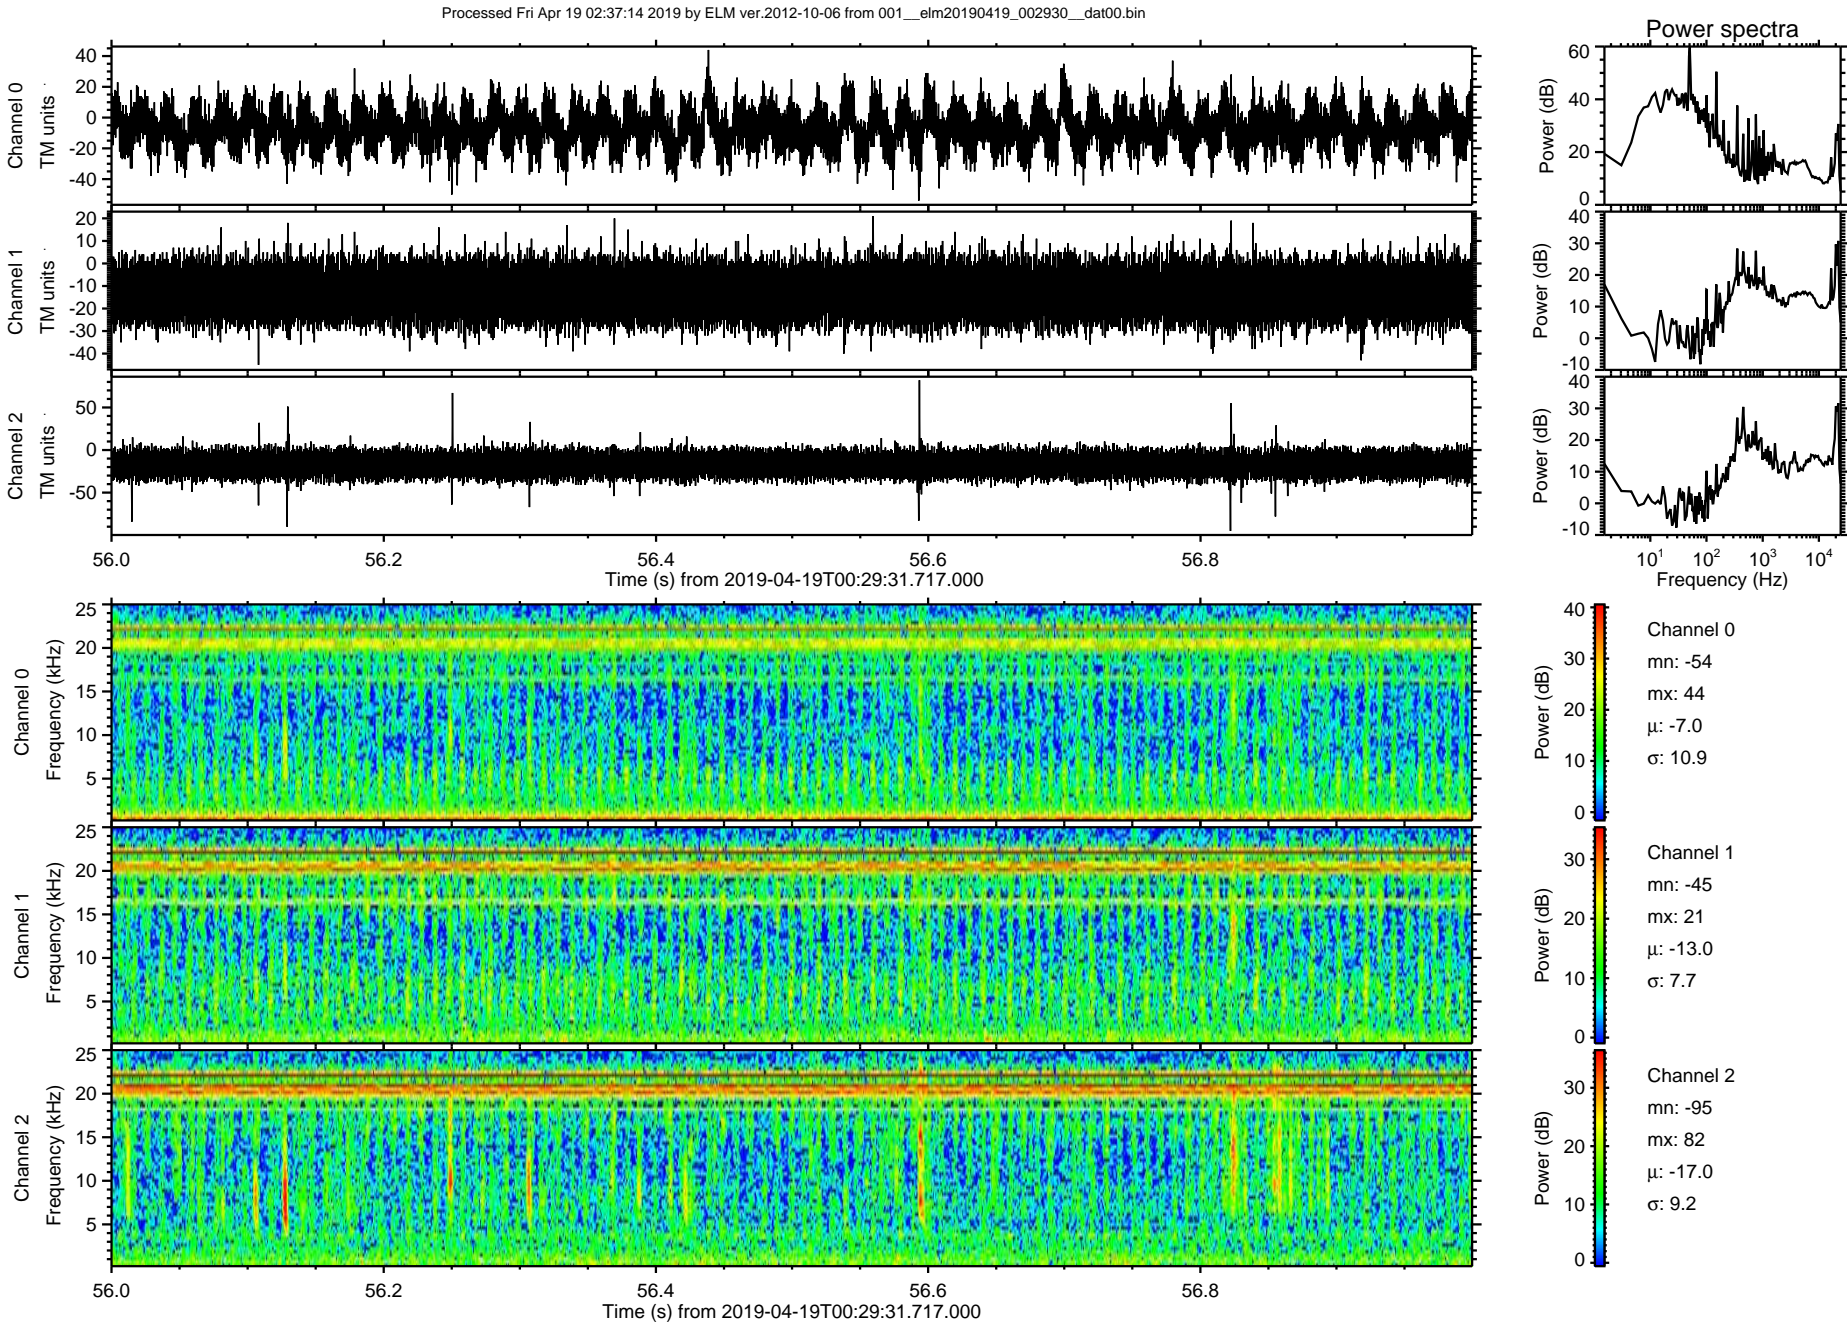 Processed Fri Apr 19 02:37:14 2019 by ELM ver.2012-10-06 from 001__elm20190419_002930__dat00.bin
Power spectra
Channel 0
TM units
40
20
0
-20
-40
Power (dB)
60
40
20
0
Channel 1
TM units
20
10
0
-10
-20
-30
-40
Power (dB)
40
30
20
10
0
-10
Channel 2
TM units
50
0
-50
Power (dB)
40
30
20
10
0
-10
56.0 56.2 56.4 56.6 56.8
Time (s) from 2019-04-19T00:29:31.717.000
10¹ 10² 10³ 10⁴
Frequency (Hz)
Channel 0
Frequency (kHz)
25
20
15
10
5
Power (dB)
40
30
20
10
0
Channel 0
mn: -54
mx: 44
µ: -7.0
σ: 10.9
Channel 1
Frequency (kHz)
25
20
15
10
5
Power (dB)
30
20
10
0
Channel 1
mn: -45
mx: 21
µ: -13.0
σ: 7.7
Channel 2
Frequency (kHz)
25
20
15
10
5
Power (dB)
30
20
10
0
Channel 2
mn: -95
mx: 82
µ: -17.0
σ: 9.2
56.0 56.2 56.4 56.6 56.8
Time (s) from 2019-04-19T00:29:31.717.000